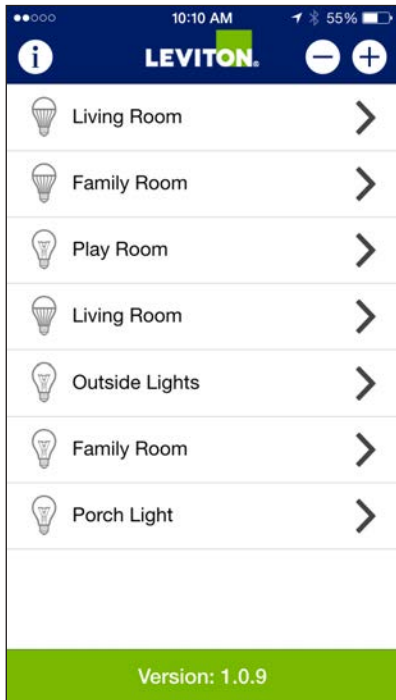 10:10 AM 55%
i LEVITON®
Living Room
Family Room
Play Room
Living Room
Outside Lights
Family Room
Porch Light
Version: 1.0.9